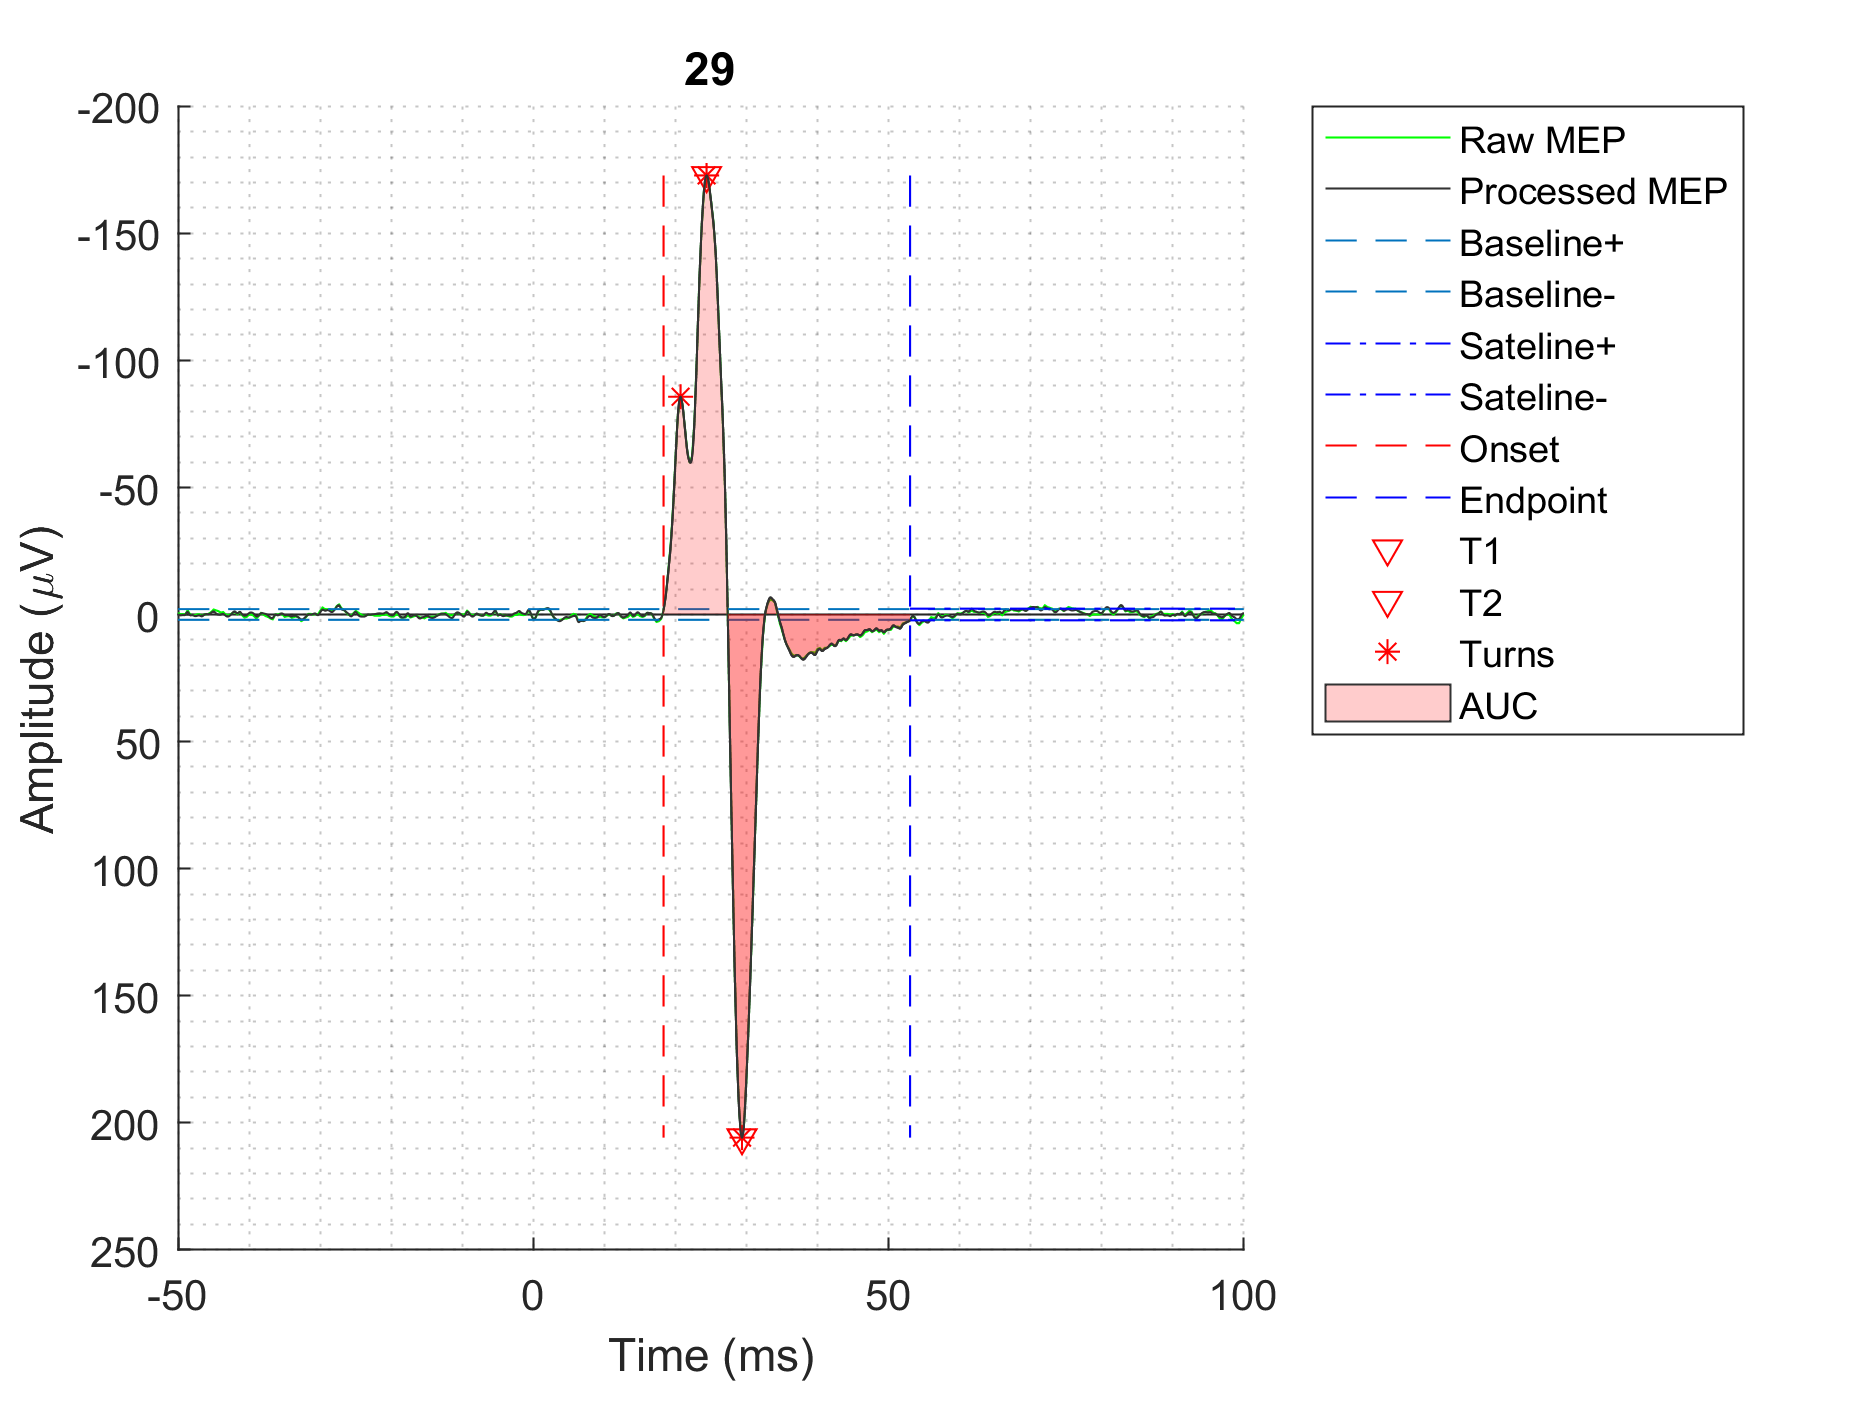 29
-200
-150
-100
-50
0
50
100
150
200
250
-50 0 50 100
Amplitude (μV)
Time (ms)
Raw MEP
Processed MEP
Baseline+
Baseline-
Sateline+
Sateline-
Onset
Endpoint
T1
T2
Turns
AUC